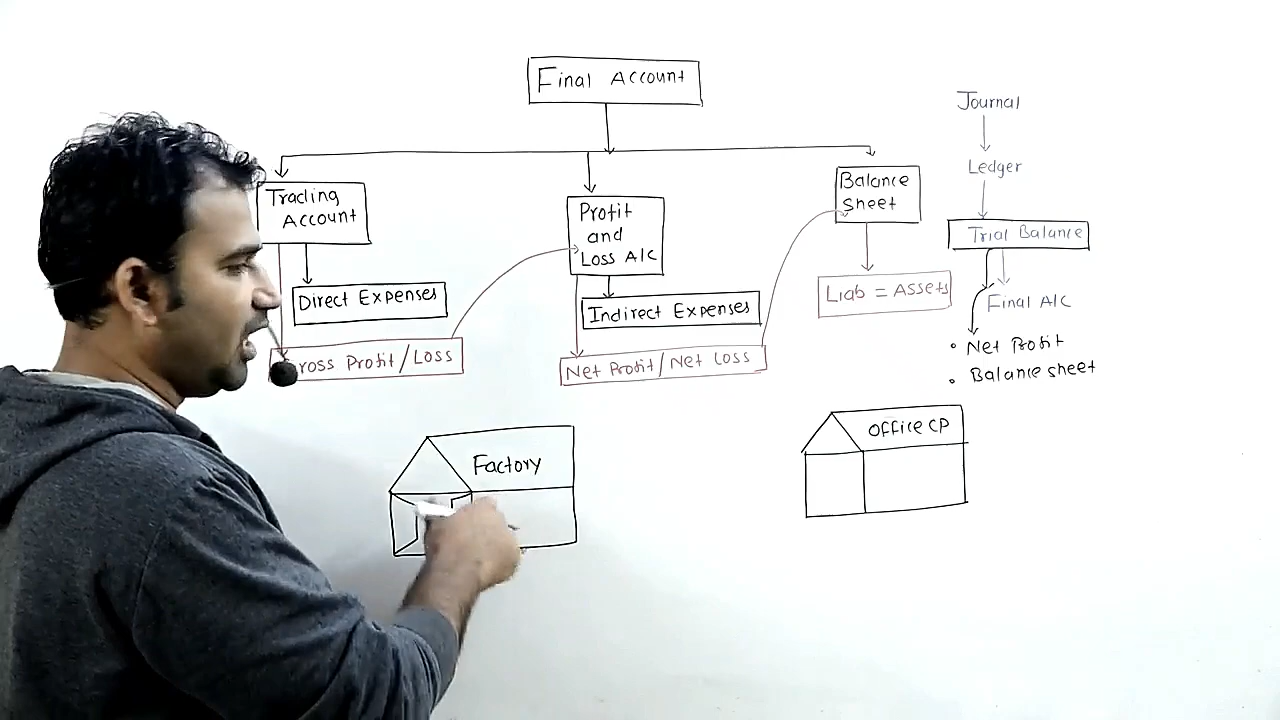 Final Account
Trading
Account
Direct Expenses
Gross Profit/Loss
Profit
and
Loss A/C
Indirect Expenses
Net Profit/Net Loss
Balance
Sheet
Liab = Assets
Journal
Ledger
Trial Balance
Final A/C
• Net Profit
• Balance sheet
Factory
Office CP